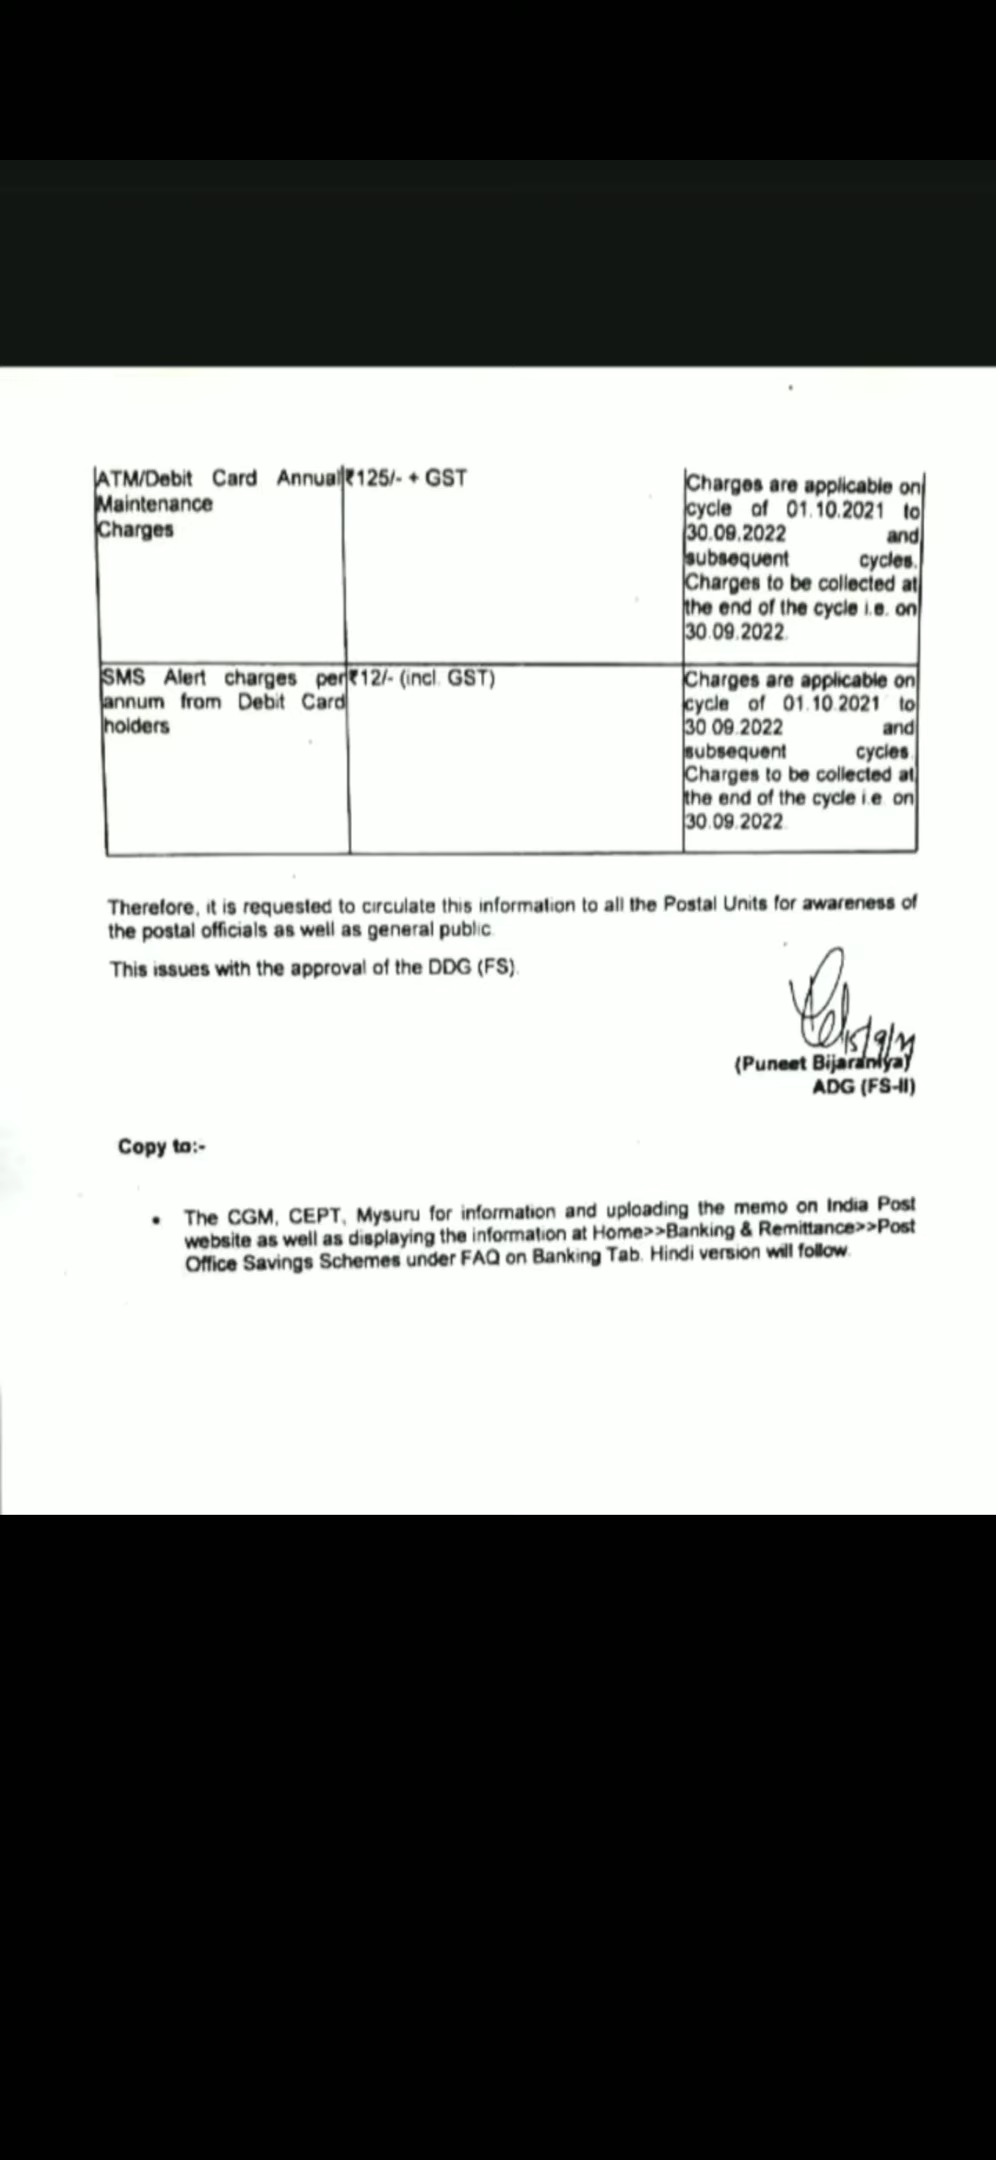 ATM/Debit Card Annual
Maintenance
Charges
₹125/- + GST
Charges are applicable on
cycle of 01.10.2021 to
30.09.2022 and
subsequent cycles.
Charges to be collected at
the end of the cycle i.e. on
30.09.2022.
SMS Alert charges per
annum from Debit Card
holders
₹12/- (incl. GST)
Charges are applicable on
cycle of 01.10.2021 to
30.09.2022 and
subsequent cycles.
Charges to be collected at
the end of the cycle i.e. on
30.09.2022.
Therefore, it is requested to circulate this information to all the Postal Units for awareness of
the postal officials as well as general public.
This issues with the approval of the DDG (FS).
15/9/21
(Puneet Bijaraniya)
ADG (FS-II)
Copy to:-
• The CGM, CEPT, Mysuru for information and uploading the memo on India Post
website as well as displaying the information at Home>>Banking & Remittance>>Post
Office Savings Schemes under FAQ on Banking Tab. Hindi version will follow.